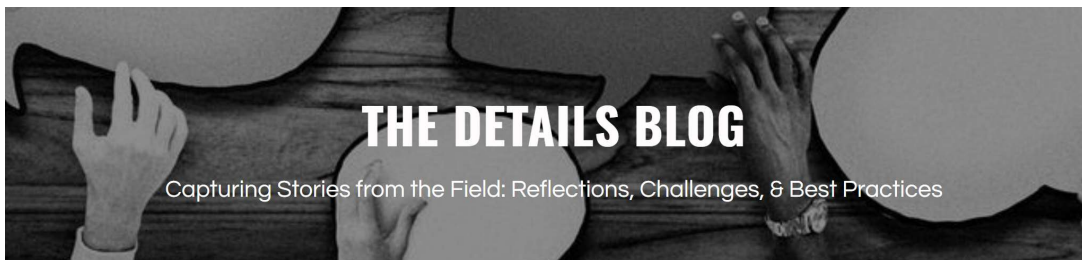 THE DETAILS BLOG
Capturing Stories from the Field: Reflections, Challenges, & Best Practices